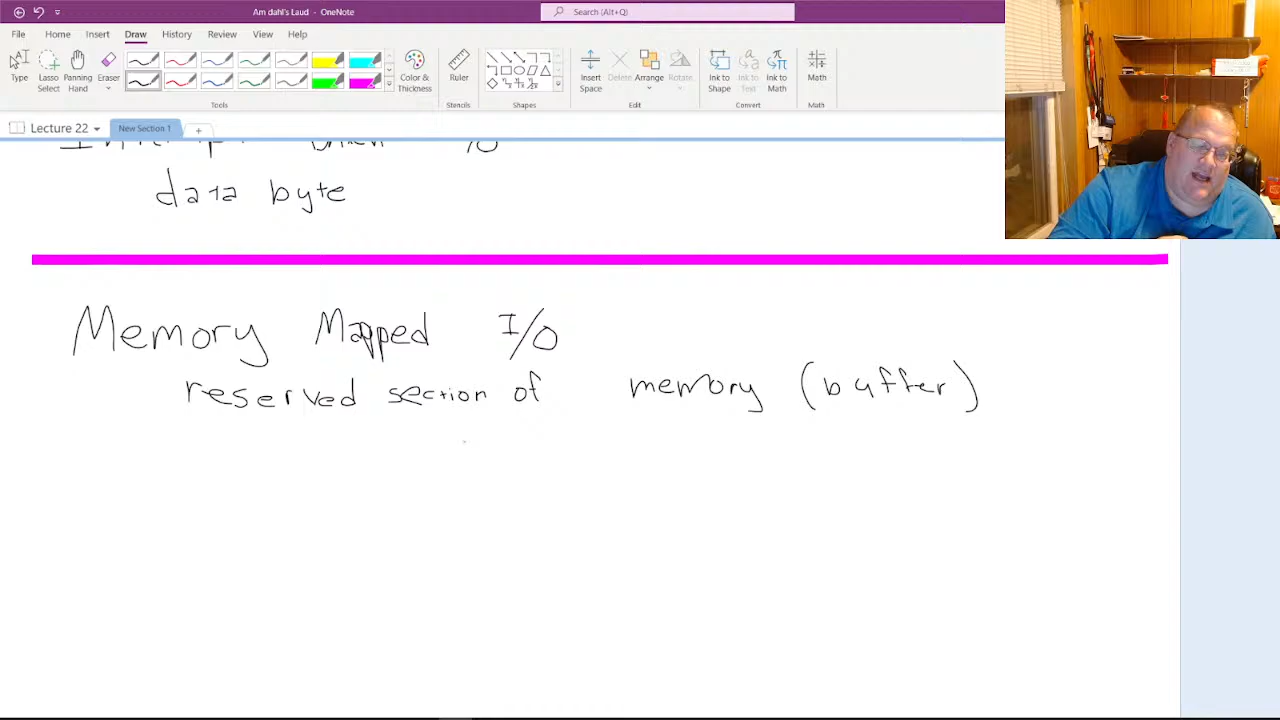 Am dahl's Laud - OneNote
Search (Alt+Q)
File Home Insert Draw History Review View Help
Type Lasso Select Panning Hand Eraser Color & Thickness Ruler Insert Space Delete Arrange Rotate Ink to Shape Ink to Text Ink to Math Math
Tools Stencils Shapes Edit Convert Math
Lecture 22 New Section 1 +
data byte
Memory Mapped I/O
reserved section of memory (buffer)